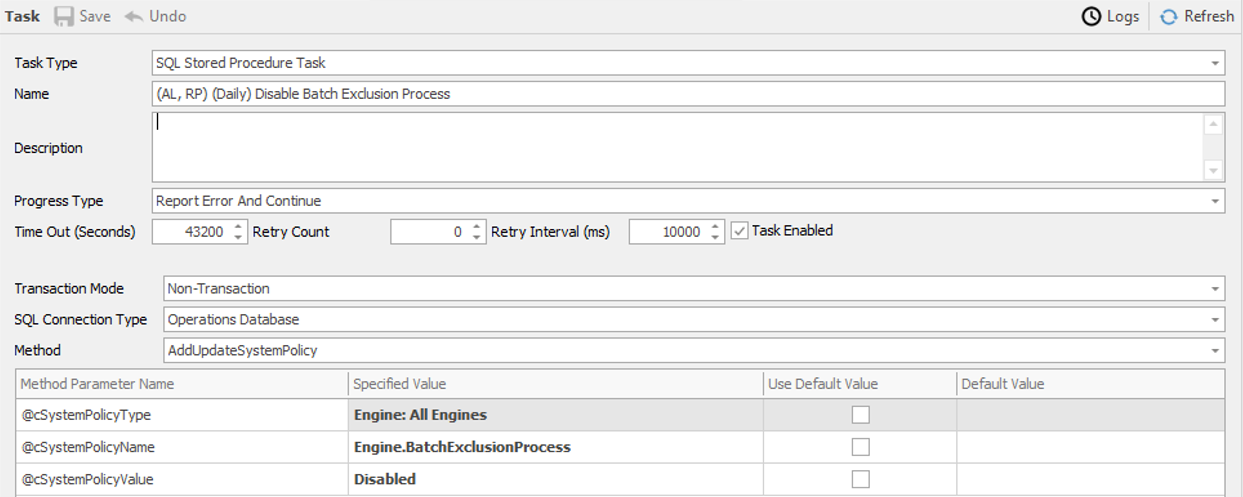 Task Save Undo Logs Refresh
Task Type SQL Stored Procedure Task
Name (AL, RP) (Daily) Disable Batch Exclusion Process
Description
Progress Type Report Error And Continue
Time Out (Seconds) 43200 Retry Count 0 Retry Interval (ms) 10000 Task Enabled
Transaction Mode Non-Transaction
SQL Connection Type Operations Database
Method AddUpdateSystemPolicy
Method Parameter Name Specified Value Use Default Value Default Value
@cSystemPolicyType Engine: All Engines
@cSystemPolicyName Engine.BatchExclusionProcess
@cSystemPolicyValue Disabled